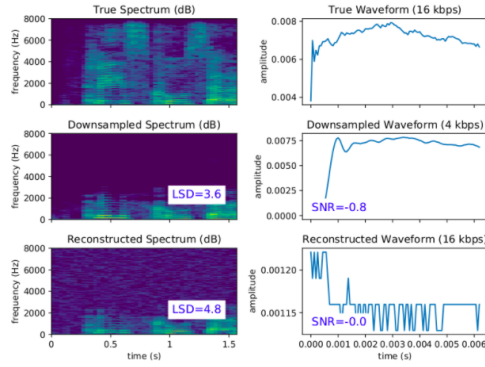 True Spectrum (dB)
True Waveform (16 kbps)
frequency (Hz)
8000
6000
4000
2000
0
amplitude
0.008
0.006
0.004
Downsampled Spectrum (dB)
Downsampled Waveform (4 kbps)
frequency (Hz)
8000
6000
4000
2000
0
LSD=3.6
amplitude
0.0075
0.0050
0.0025
0.0000
SNR=-0.8
Reconstructed Spectrum (dB)
Reconstructed Waveform (16 kbps)
frequency (Hz)
8000
6000
4000
2000
0
LSD=4.8
0.0 0.5 1.0 1.5
time (s)
amplitude
0.00120
0.00115
SNR=-0.0
0.000 0.001 0.002 0.003 0.004 0.005 0.006
time (s)